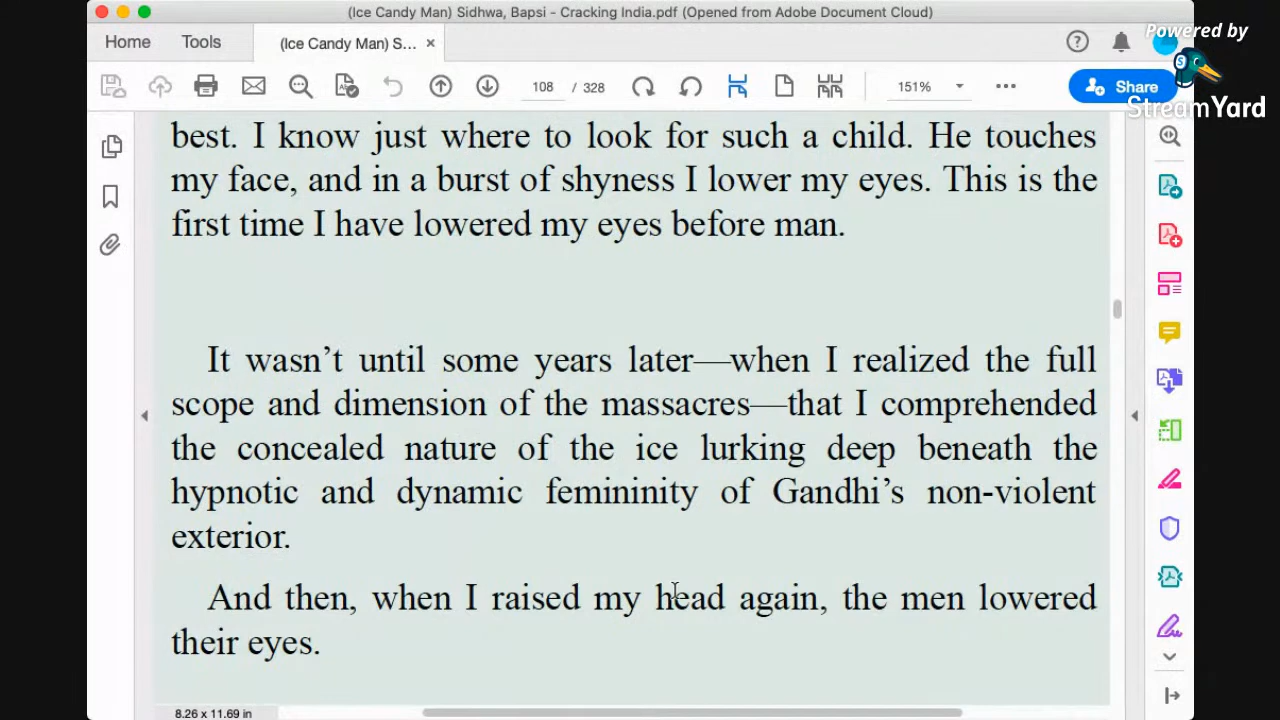 (Ice Candy Man) Sidhwa, Bapsi - Cracking India.pdf (Opened from Adobe Document Cloud)
Powered by
StreamYard
Home
Tools
(Ice Candy Man) S...
108 / 328
151%
Share
best. I know just where to look for such a child. He touches
my face, and in a burst of shyness I lower my eyes. This is the
first time I have lowered my eyes before man.
It wasn’t until some years later—when I realized the full
scope and dimension of the massacres—that I comprehended
the concealed nature of the ice lurking deep beneath the
hypnotic and dynamic femininity of Gandhi’s non-violent
exterior.
And then, when I raised my head again, the men lowered
their eyes.
8.26 x 11.69 in